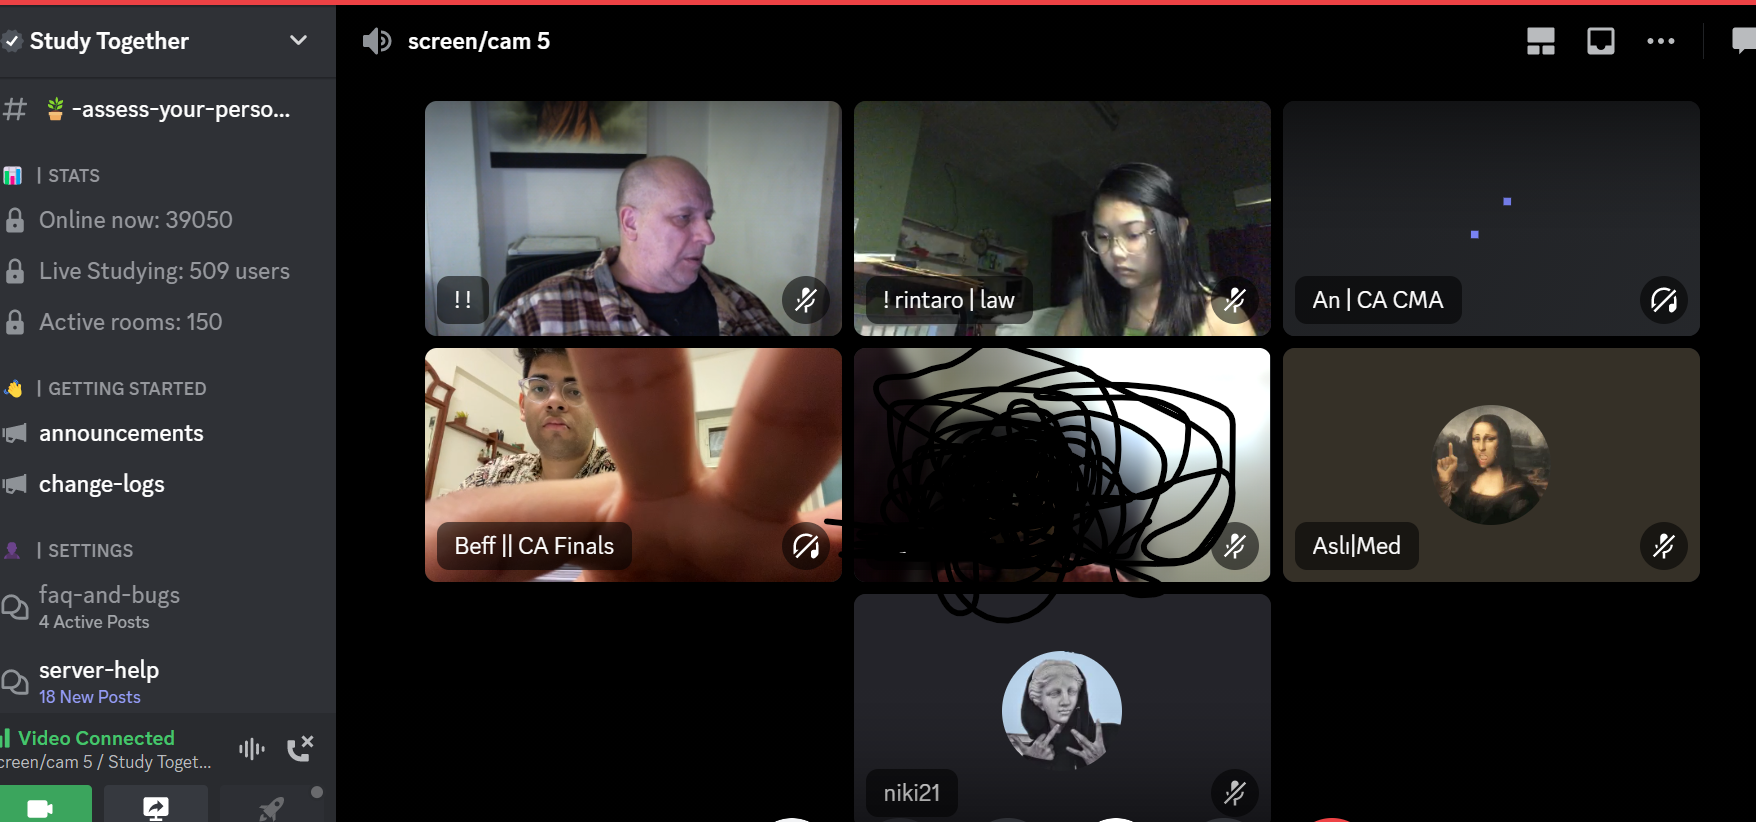 Study Together
-assess-your-perso...
| STATS
Online now: 39050
Live Studying: 509 users
Active rooms: 150
| GETTING STARTED
announcements
change-logs
| SETTINGS
faq-and-bugs
4 Active Posts
server-help
18 New Posts
Video Connected
creen/cam 5 / Study Toget...
screen/cam 5
! !
! rintaro | law
An | CA CMA
Beff || CA Finals
Aslı|Med
niki21